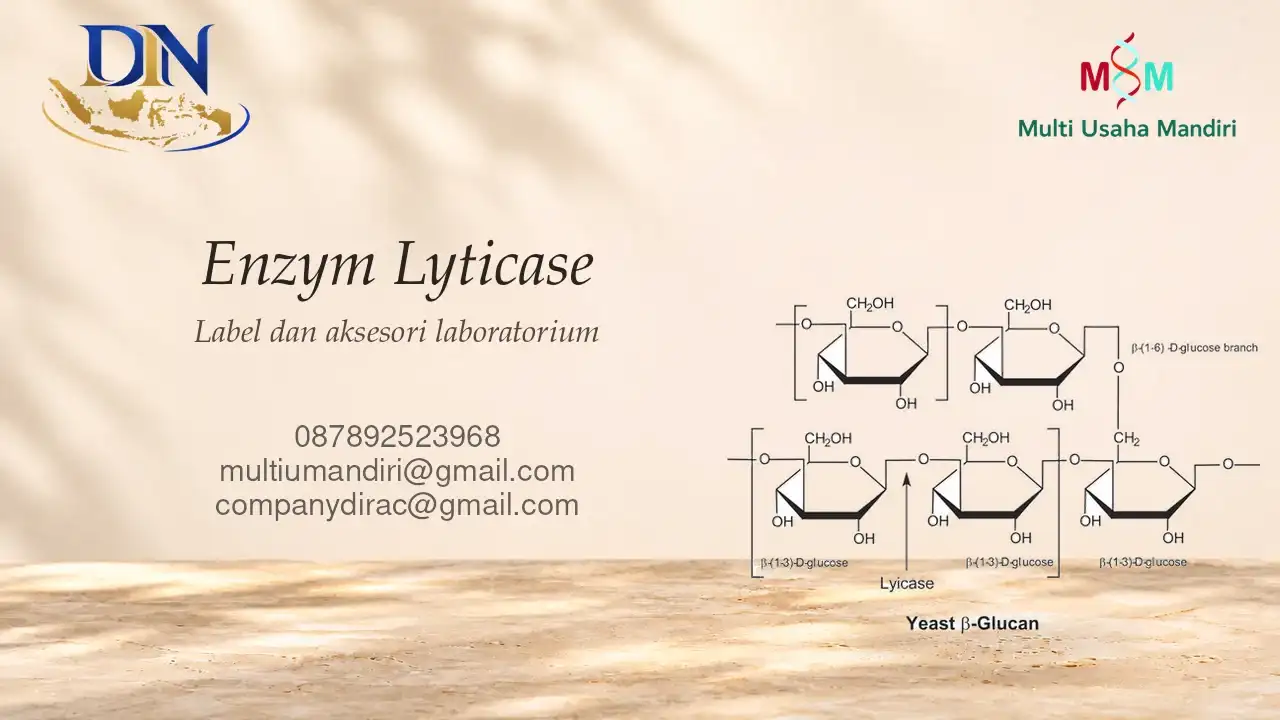 DIN
M M
Multi Usaha Mandiri
Enzym Lyticase
Label dan aksesori laboratorium
087892523968
multiumandiri@gmail.com
companydirac@gmail.com
CH2OH
CH2OH
O
O
O
O
β-(1-6) -D-glucose branch
O
OH
OH
OH
OH
CH2OH
CH2OH
CH2
O
O
O
O
O
O
O
OH
OH
OH
OH
OH
OH
β-(1-3)-D-glucose
β-(1-3)-D-glucose
β-(1-3)-D-glucose
Lyicase
Yeast β-Glucan